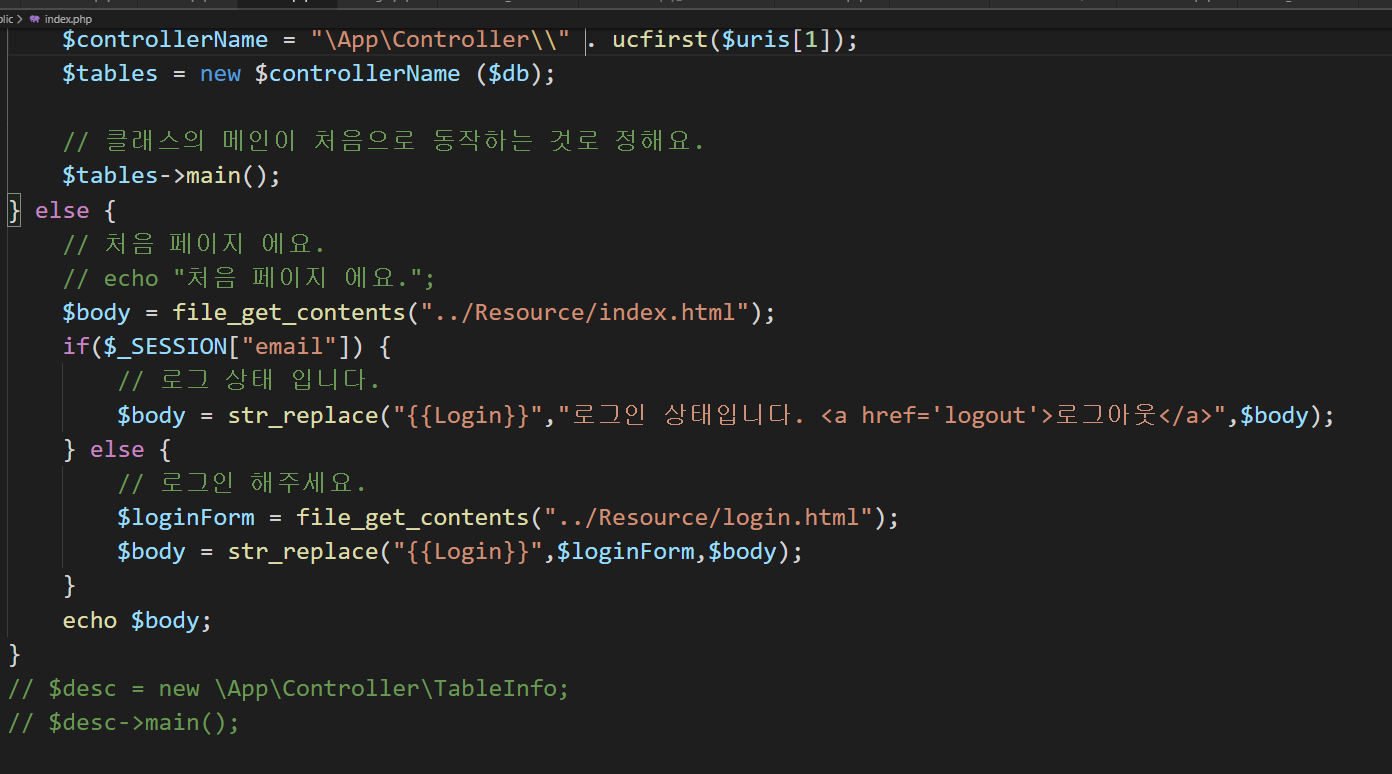 index.php
$controllerName = "\App\Controller\\" . ucfirst($uris[1]);
$tables = new $controllerName ($db);
// 클래스의 메인이 처음으로 동작하는 것로 정해요.
$tables->main();
} else {
// 처음 페이지 에요.
// echo "처음 페이지 에요.";
$body = file_get_contents("../Resource/index.html");
if($_SESSION["email"]) {
// 로그 상태 입니다.
$body = str_replace("{{Login}}","로그인 상태입니다. <a href='logout'>로그아웃</a>",$body);
} else {
// 로그인 해주세요.
$loginForm = file_get_contents("../Resource/login.html");
$body = str_replace("{{Login}}",$loginForm,$body);
}
echo $body;
}
// $desc = new \App\Controller\TableInfo;
// $desc->main();